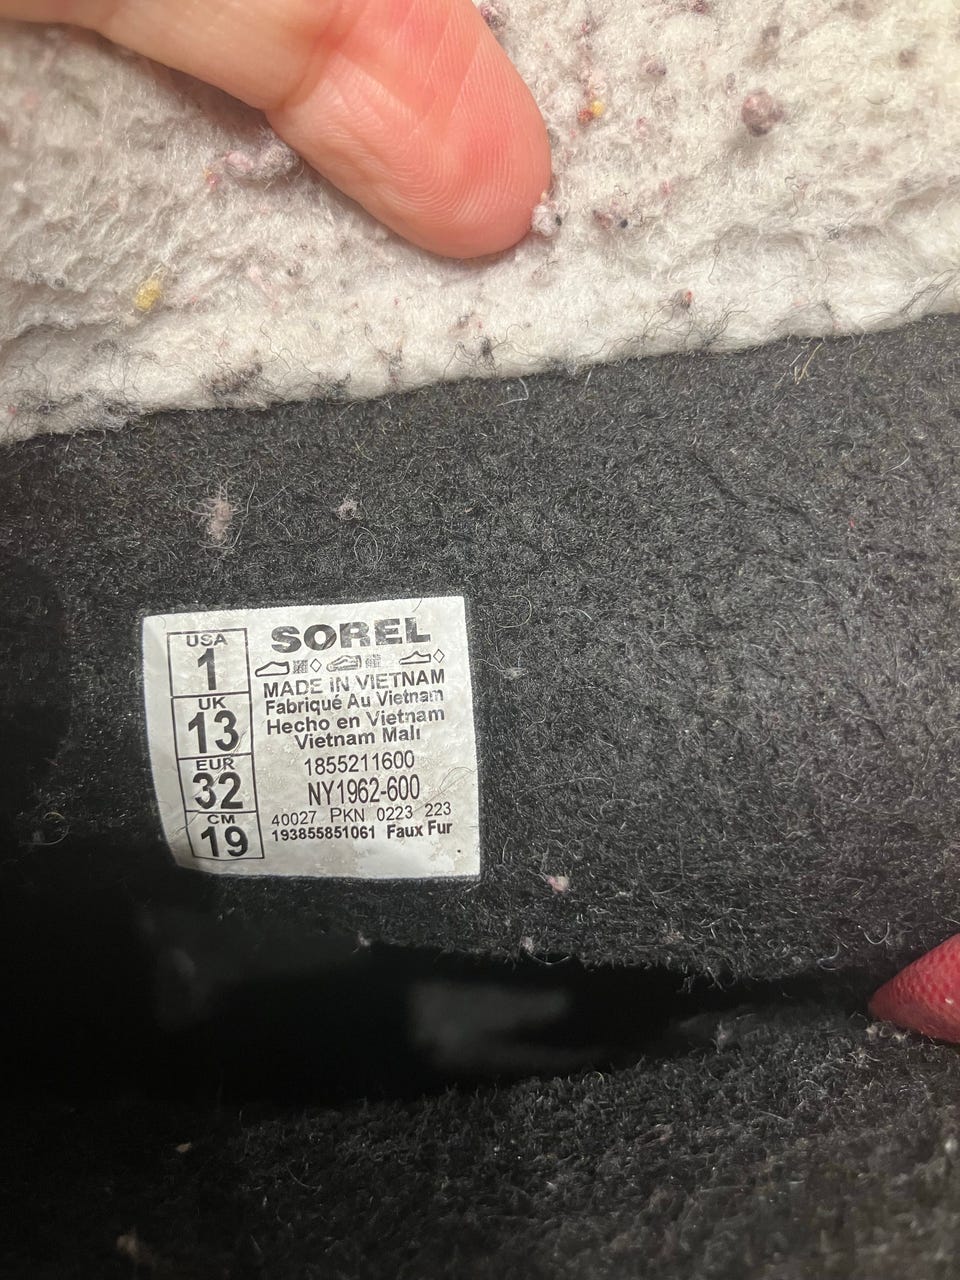 USA
1
UK
13
EUR
32
CM
19
SOREL
MADE IN VIETNAM
Fabriqué Au Vietnam
Hecho en Vietnam
Vietnam Malı
1855211600
NY1962-600
40027 PKN 0223 223
193855851061 Faux Fur